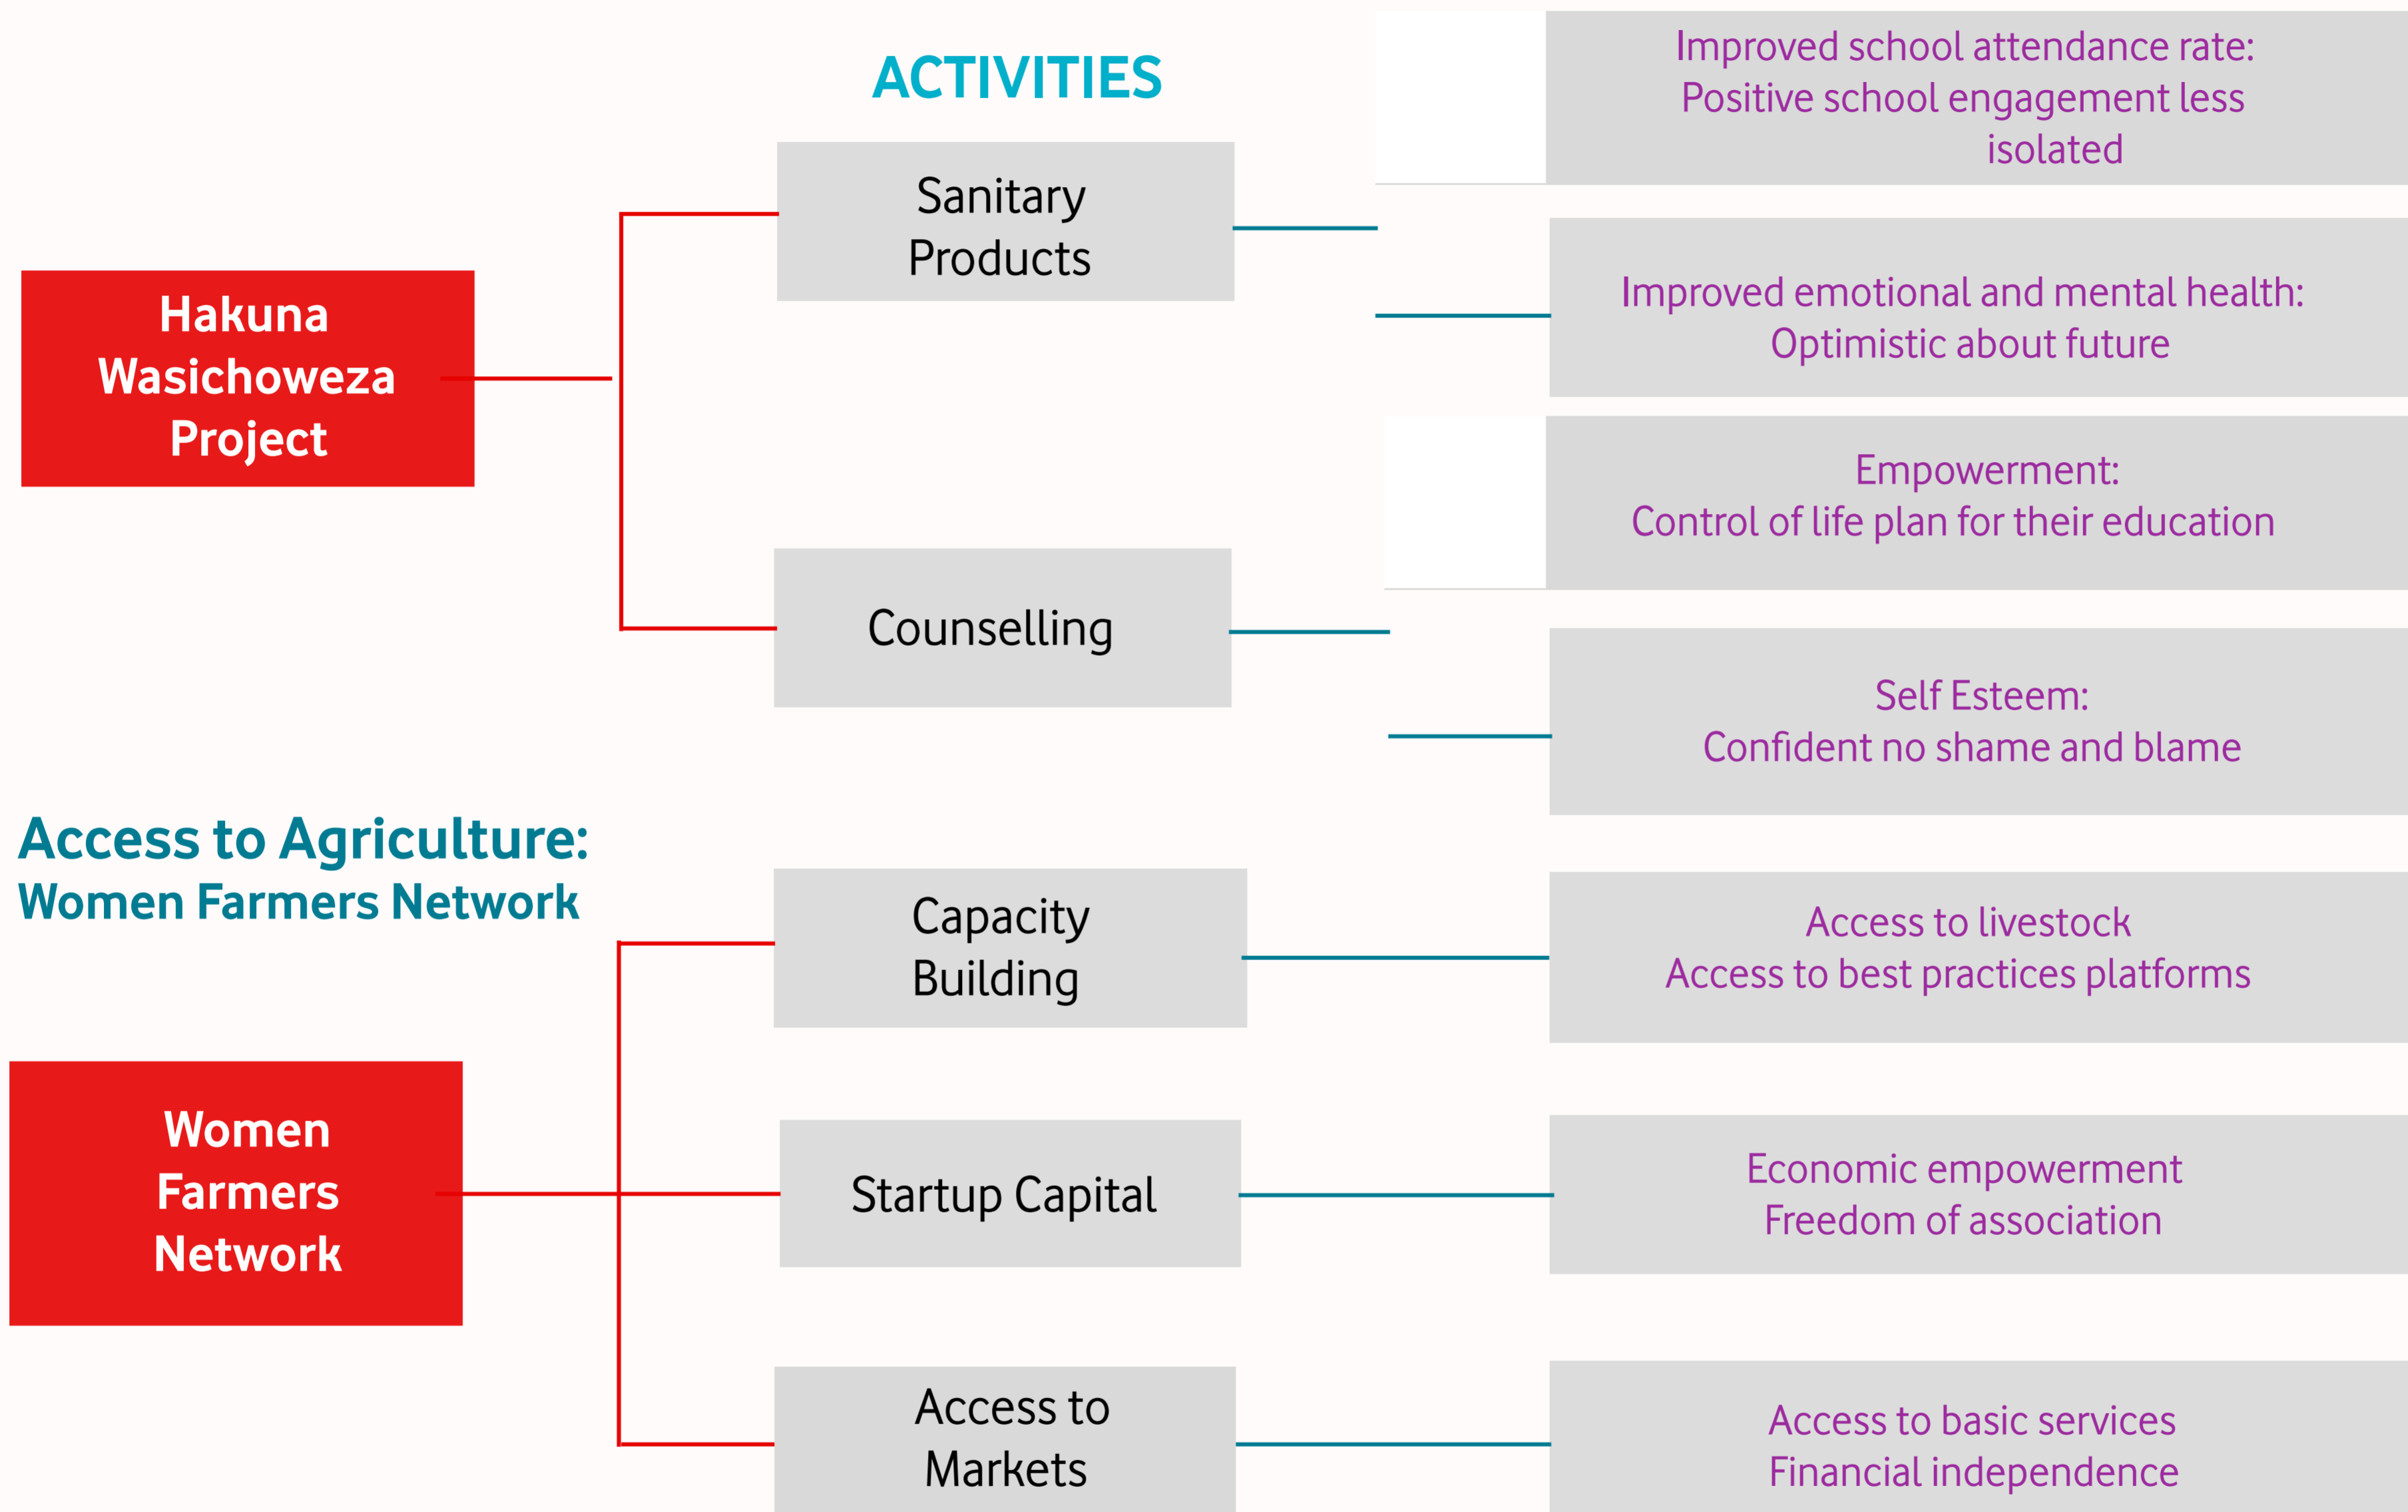 ACTIVITIES
Hakuna
Wasichoweza
Project
Sanitary
Products
Counselling
Improved school attendance rate:
Positive school engagement less
isolated
Improved emotional and mental health:
Optimistic about future
Empowerment:
Control of life plan for their education
Self Esteem:
Confident no shame and blame
Access to Agriculture:
Women Farmers Network
Women
Farmers
Network
Capacity
Building
Startup Capital
Access to
Markets
Access to livestock
Access to best practices platforms
Economic empowerment
Freedom of association
Access to basic services
Financial independence